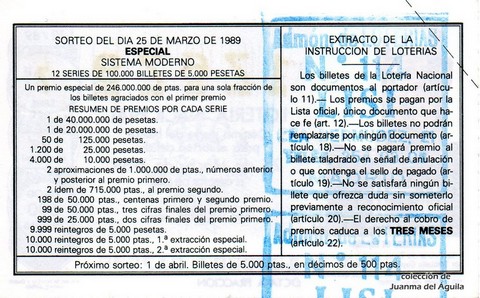 SORTEO DEL DIA 25 DE MARZO DE 1989
ESPECIAL
SISTEMA MODERNO
12 SERIES DE 100.000 BILLETES DE 5.000 PESETAS
Un premio especial de 246.000.000 de ptas. para una sola fracción de
los billetes agraciados con el primer premio
RESUMEN DE PREMIOS POR CADA SERIE
1 de 40.000.000 de pesetas.
1 de 20.000.000 de pesetas.
50 de 125.000 pesetas.
1.200 de 25.000 pesetas.
4.000 de 10.000 pesetas.
2 aproximaciones de 1.000.000 de ptas., números anterior
y posterior al premio primero.
2 ídem de 715.000 ptas., al premio segundo.
198 de 50.000 ptas., centenas primero y segundo premio.
99 de 50.000 ptas., tres cifras finales del premio primero.
999 de 25.000 ptas., dos cifras finales del premio primero.
9.999 reintegros de 5.000 pesetas.
10.000 reintegros de 5.000 ptas., 1.ª extracción especial.
10.000 reintegros de 5.000 ptas., 2.ª extracción especial.
EXTRACTO DE LA
INSTRUCCION DE LOTERIAS
Los billetes de la Lotería Nacional
son documentos al portador (artícu-
lo 11).— Los premios se pagan por la
Lista oficial, único documento que ha-
ce fe (art. 12).— Los billetes no podrán
remplazarse por ningún documento (ar-
tículo 18).— No se pagará premio al
billete taladrado en señal de anulación
o que contenga el sello de pagado (ar-
tículo 19).— No se satisfará ningún bi-
llete que ofrezca duda sin someterlo
previamente a reconocimiento oficial
(artículo 20).—El derecho al cobro de
premios caduca a los TRES MESES
(artículo 22).
Próximo sorteo: 1 de abril. Billetes de 5.000 ptas., en décimos de 500 ptas.
Nº 114
LISI
LOTERIAS
Nº 114
LISI
colección de
Juanma del Águila